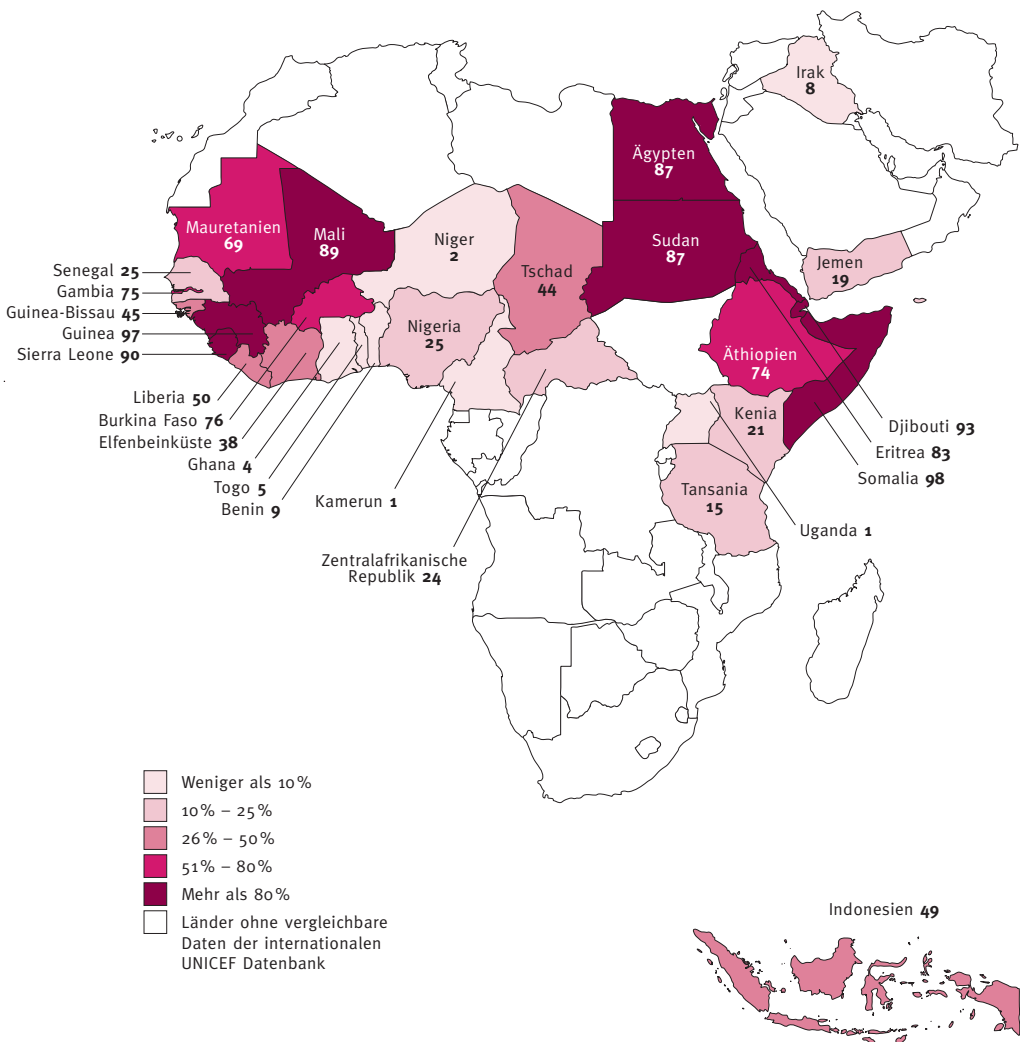 Irak
8
Ägypten
87
Mauretanien
69
Mali
89
Niger
2
Tschad
44
Sudan
87
Jemen
19
Senegal 25
Gambia 75
Guinea-Bissau 45
Guinea 97
Sierra Leone 90
Nigeria
25
Äthiopien
74
Liberia 50
Burkina Faso 76
Elfenbeinküste 38
Ghana 4
Togo 5
Benin 9
Kamerun 1
Zentralafrikanische
Republik 24
Kenia
21
Tansania
15
Djibouti 93
Eritrea 83
Somalia 98
Uganda 1
Weniger als 10%
10% – 25%
26% – 50%
51% – 80%
Mehr als 80%
Länder ohne vergleichbare
Daten der internationalen
UNICEF Datenbank
Indonesien 49